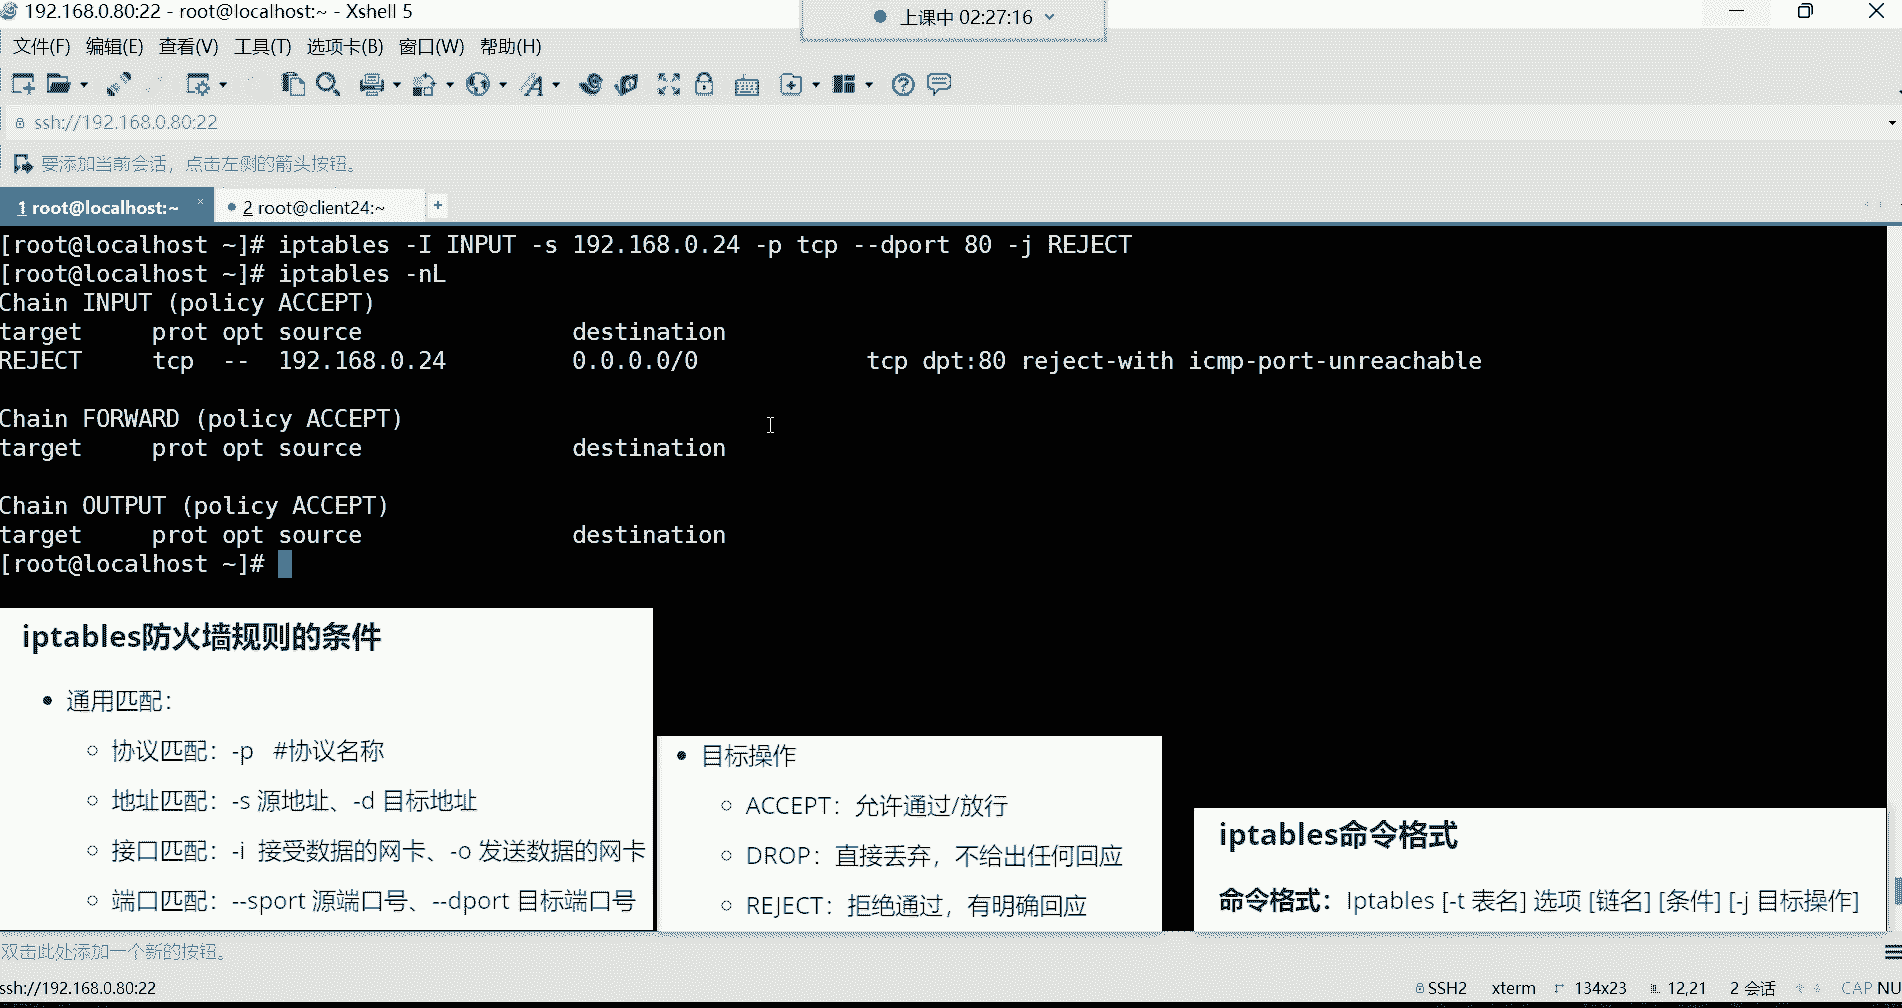 192.168.0.80:22 - root@localhost:~ - Xshell 5
上课中 02:27:16
文件(F) 编辑(E) 查看(V) 工具(T) 选项卡(B) 窗口(W) 帮助(H)
ssh://192.168.0.80:22
要添加当前会话，点击左侧的箭头按钮。
1 root@localhost:~ × 2 root@client24:~ +
[root@localhost ~]# iptables -I INPUT -s 192.168.0.24 -p tcp --dport 80 -j REJECT
[root@localhost ~]# iptables -nL
Chain INPUT (policy ACCEPT)
target prot opt source destination
REJECT tcp -- 192.168.0.24 0.0.0.0/0 tcp dpt:80 reject-with icmp-port-unreachable
Chain FORWARD (policy ACCEPT)
target prot opt source destination
Chain OUTPUT (policy ACCEPT)
target prot opt source destination
[root@localhost ~]#
iptables防火墙规则的条件
• 通用匹配：
○ 协议匹配：-p #协议名称
○ 地址匹配：-s 源地址、-d 目标地址
○ 接口匹配：-i 接受数据的网卡、-o 发送数据的网卡
○ 端口匹配：--sport 源端口号、--dport 目标端口号
• 目标操作
○ ACCEPT：允许通过/放行
○ DROP：直接丢弃，不给出任何回应
○ REJECT：拒绝通过，有明确回应
iptables命令格式
命令格式：Iptables [-t 表名] 选项 [链名] [条件] [-j 目标操作]
双击此处添加一个新的按钮。
ssh://192.168.0.80:22 SSH2 xterm 134x23 12,21 2 会话 CAP NU